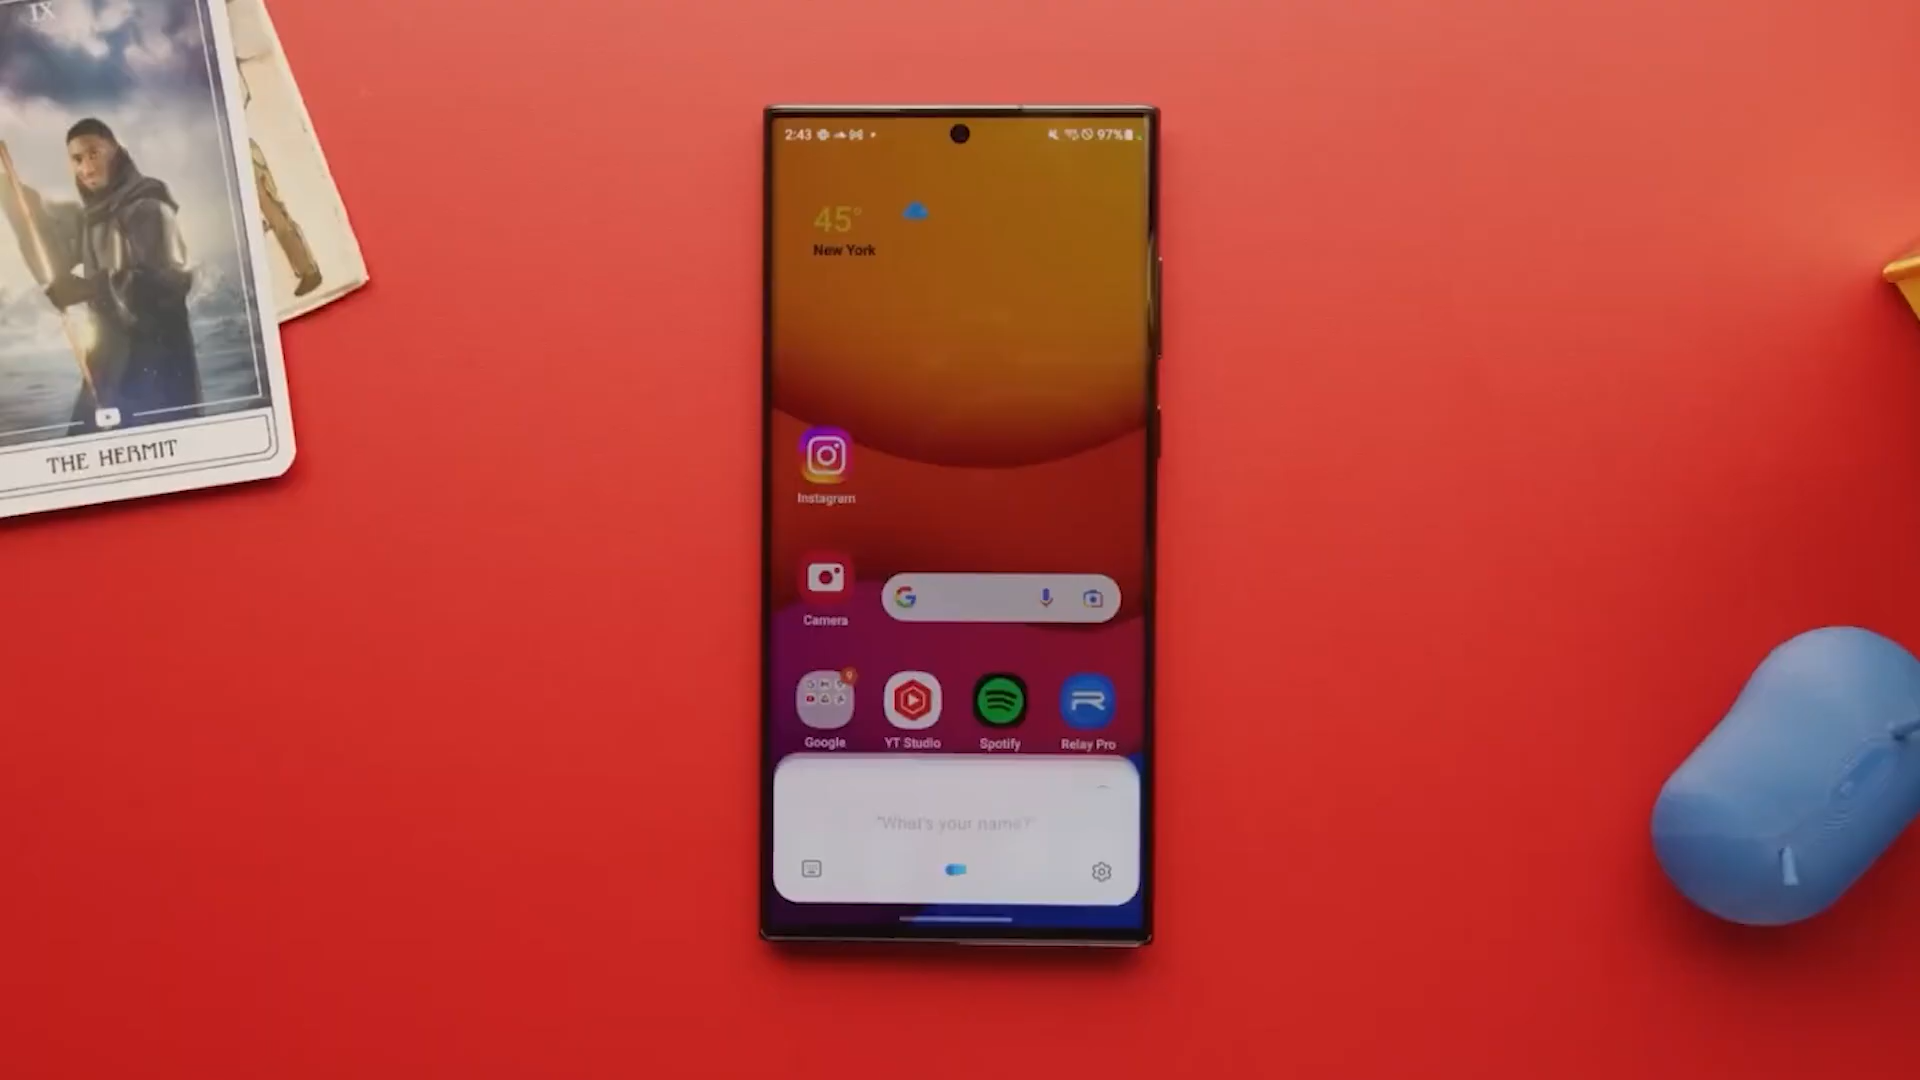 IX
THE HERMIT
2:43
97%
45°
New York
Instagram
Camera
9
Google
YT Studio
Spotify
Relay Pro
"What's your name?"